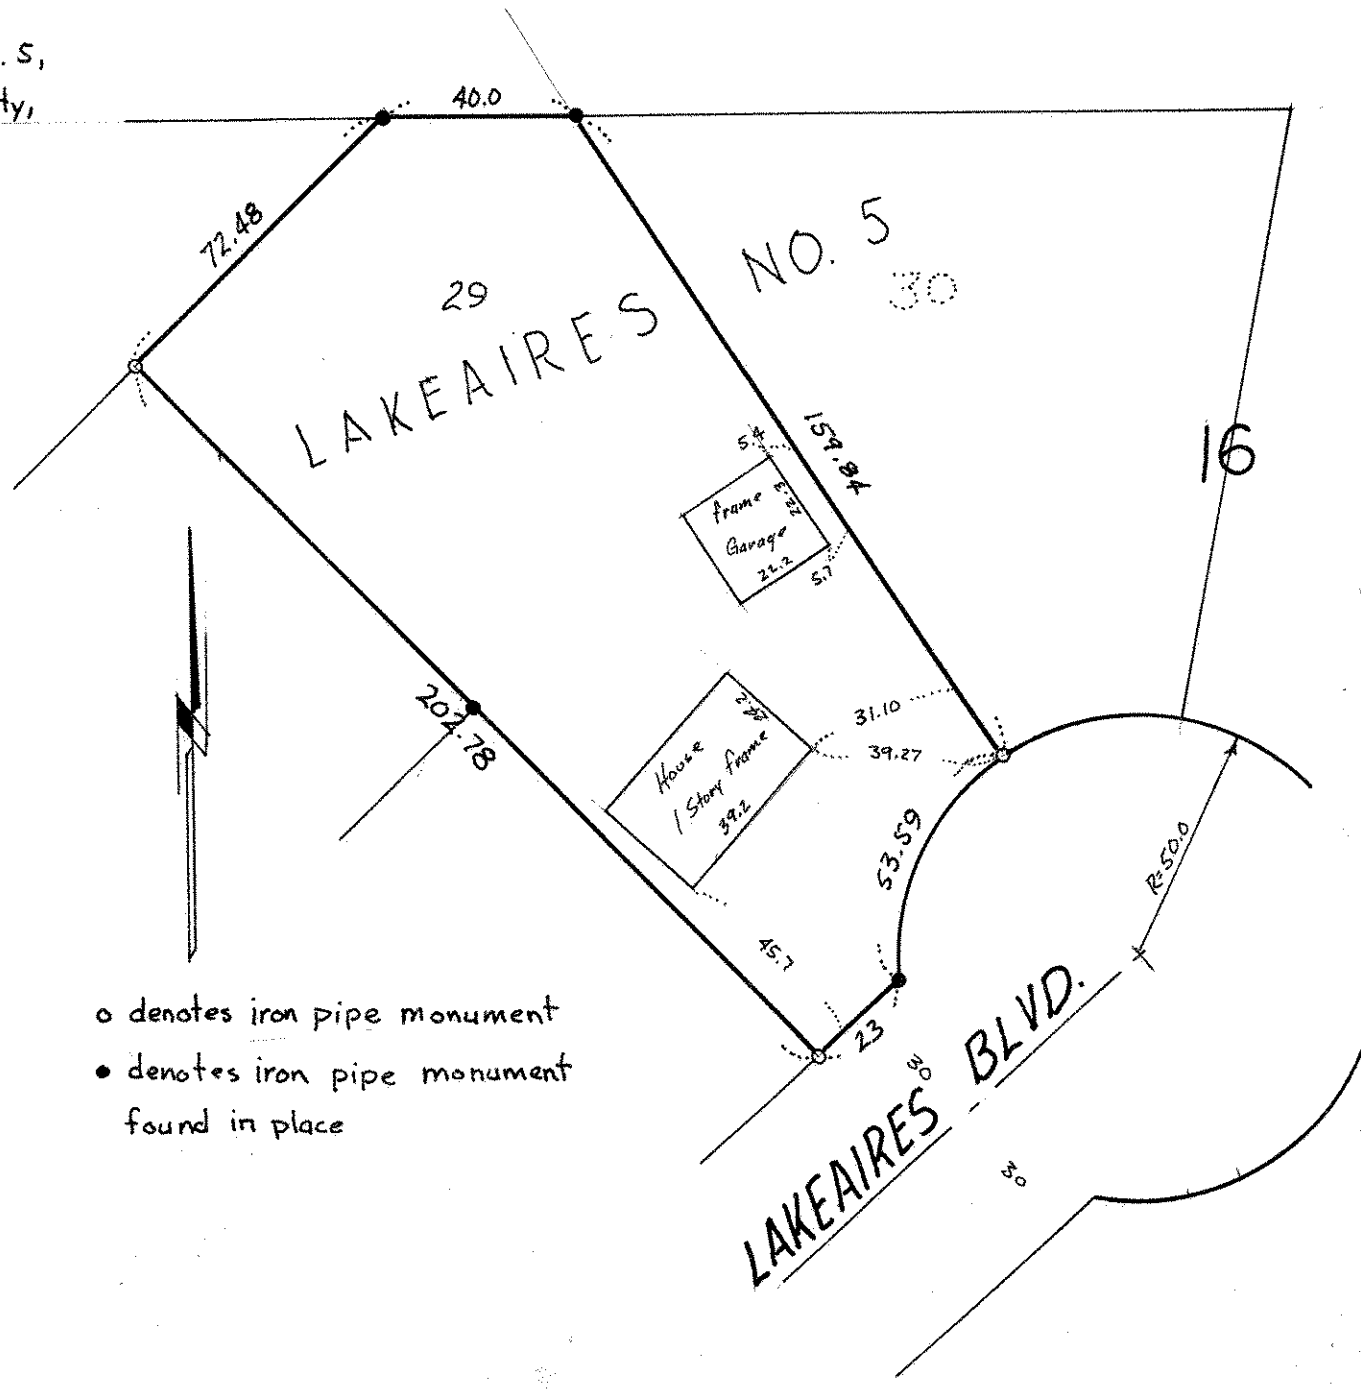 . 5,
ty,
40.0
72.48
29
LAKEAIRES NO. 5
30
16
159.84
5.4
frame
Garage
22.3
22.2
5.7
202.78
31.10
39.27
House
1 Story frame
24.2
39.2
53.59
R=50.0
45.7
23
30
LAKEAIRES BLVD.
30
o denotes iron pipe monument
• denotes iron pipe monument
found in place